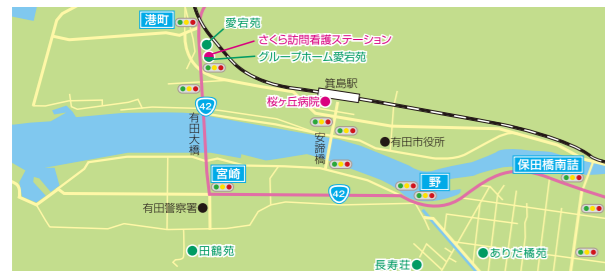 港町
愛宕苑
さくら訪問看護ステーション
グループホーム愛宕苑
箕島駅
桜ヶ丘病院
42
有田大橋
安諦橋
有田市役所
保田橋南詰
宮崎
野
42
有田警察署
田鶴苑
長寿荘
ありだ橘苑